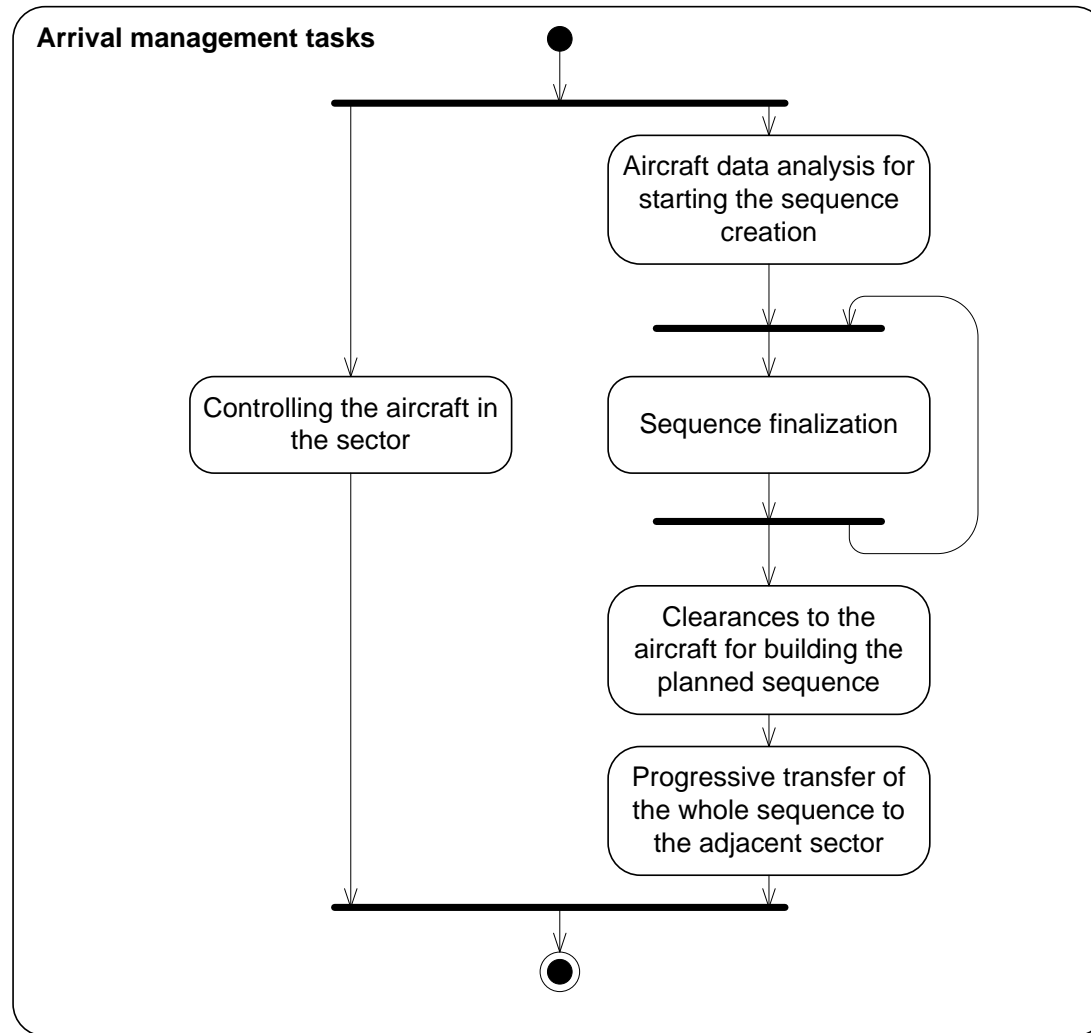 Arrival management tasks
Aircraft data analysis for
starting the sequence
creation
Controlling the aircraft in
the sector
Sequence finalization
Clearances to the
aircraft for building the
planned sequence
Progressive transfer of
the whole sequence to
the adjacent sector